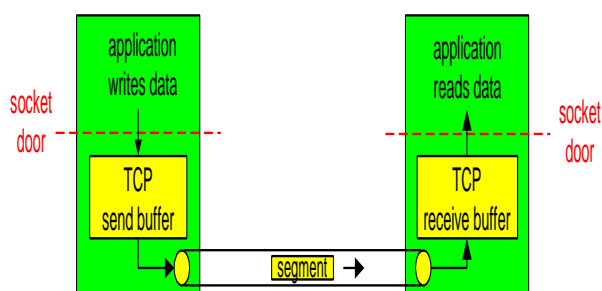 application
writes data
application
reads data
socket
door
socket
door
TCP
send buffer
TCP
receive buffer
segment